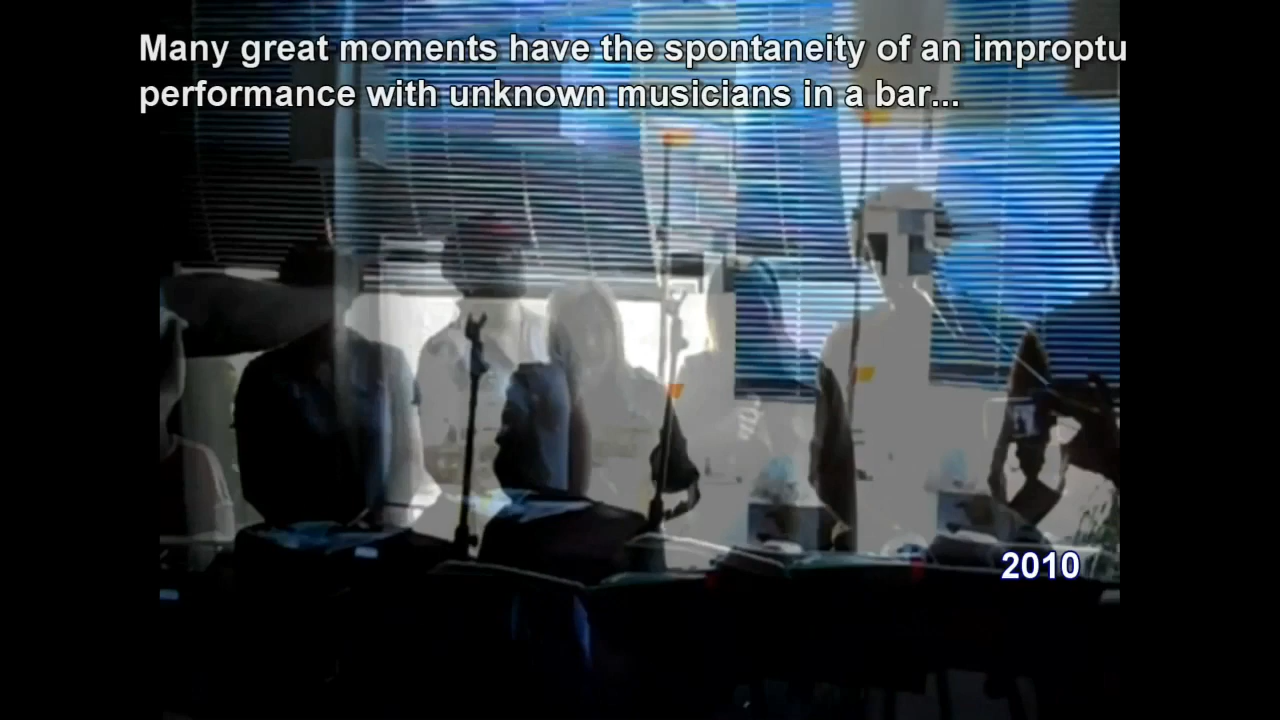 Many great moments have the spontaneity of an improptu
performance with unknown musicians in a bar...
2010